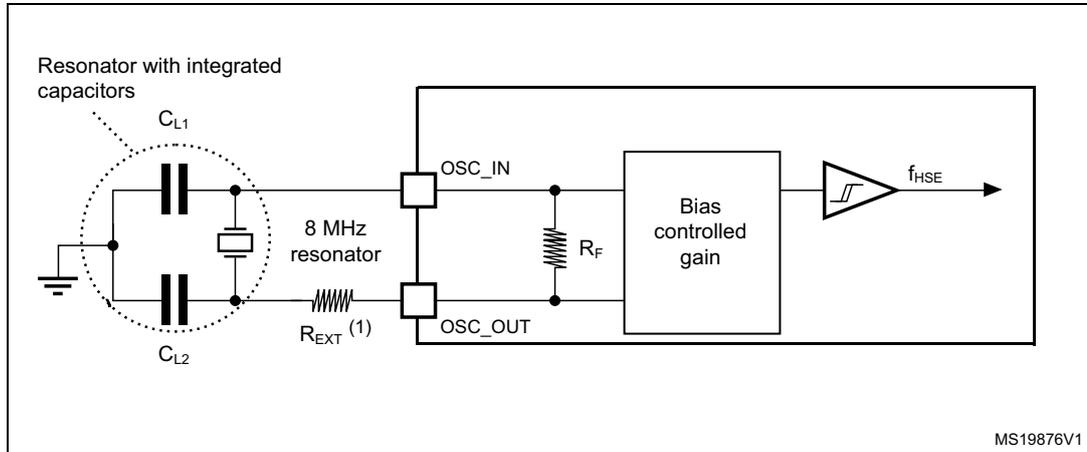 Resonator with integrated
capacitors
CL1
OSC_IN
fHSE
8 MHz
resonator
RF
Bias
controlled
gain
REXT (1)
OSC_OUT
CL2
MS19876V1